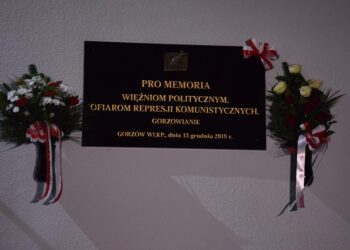 PRO MEMORIA
WIĘŹNIOM POLITYCZNYM.
OFIAROM REPRESJI KOMUNISTYCZNYCH.
GORZOWIANIE
GORZÓW WLKP., dnia 13 grudnia 2019 r.